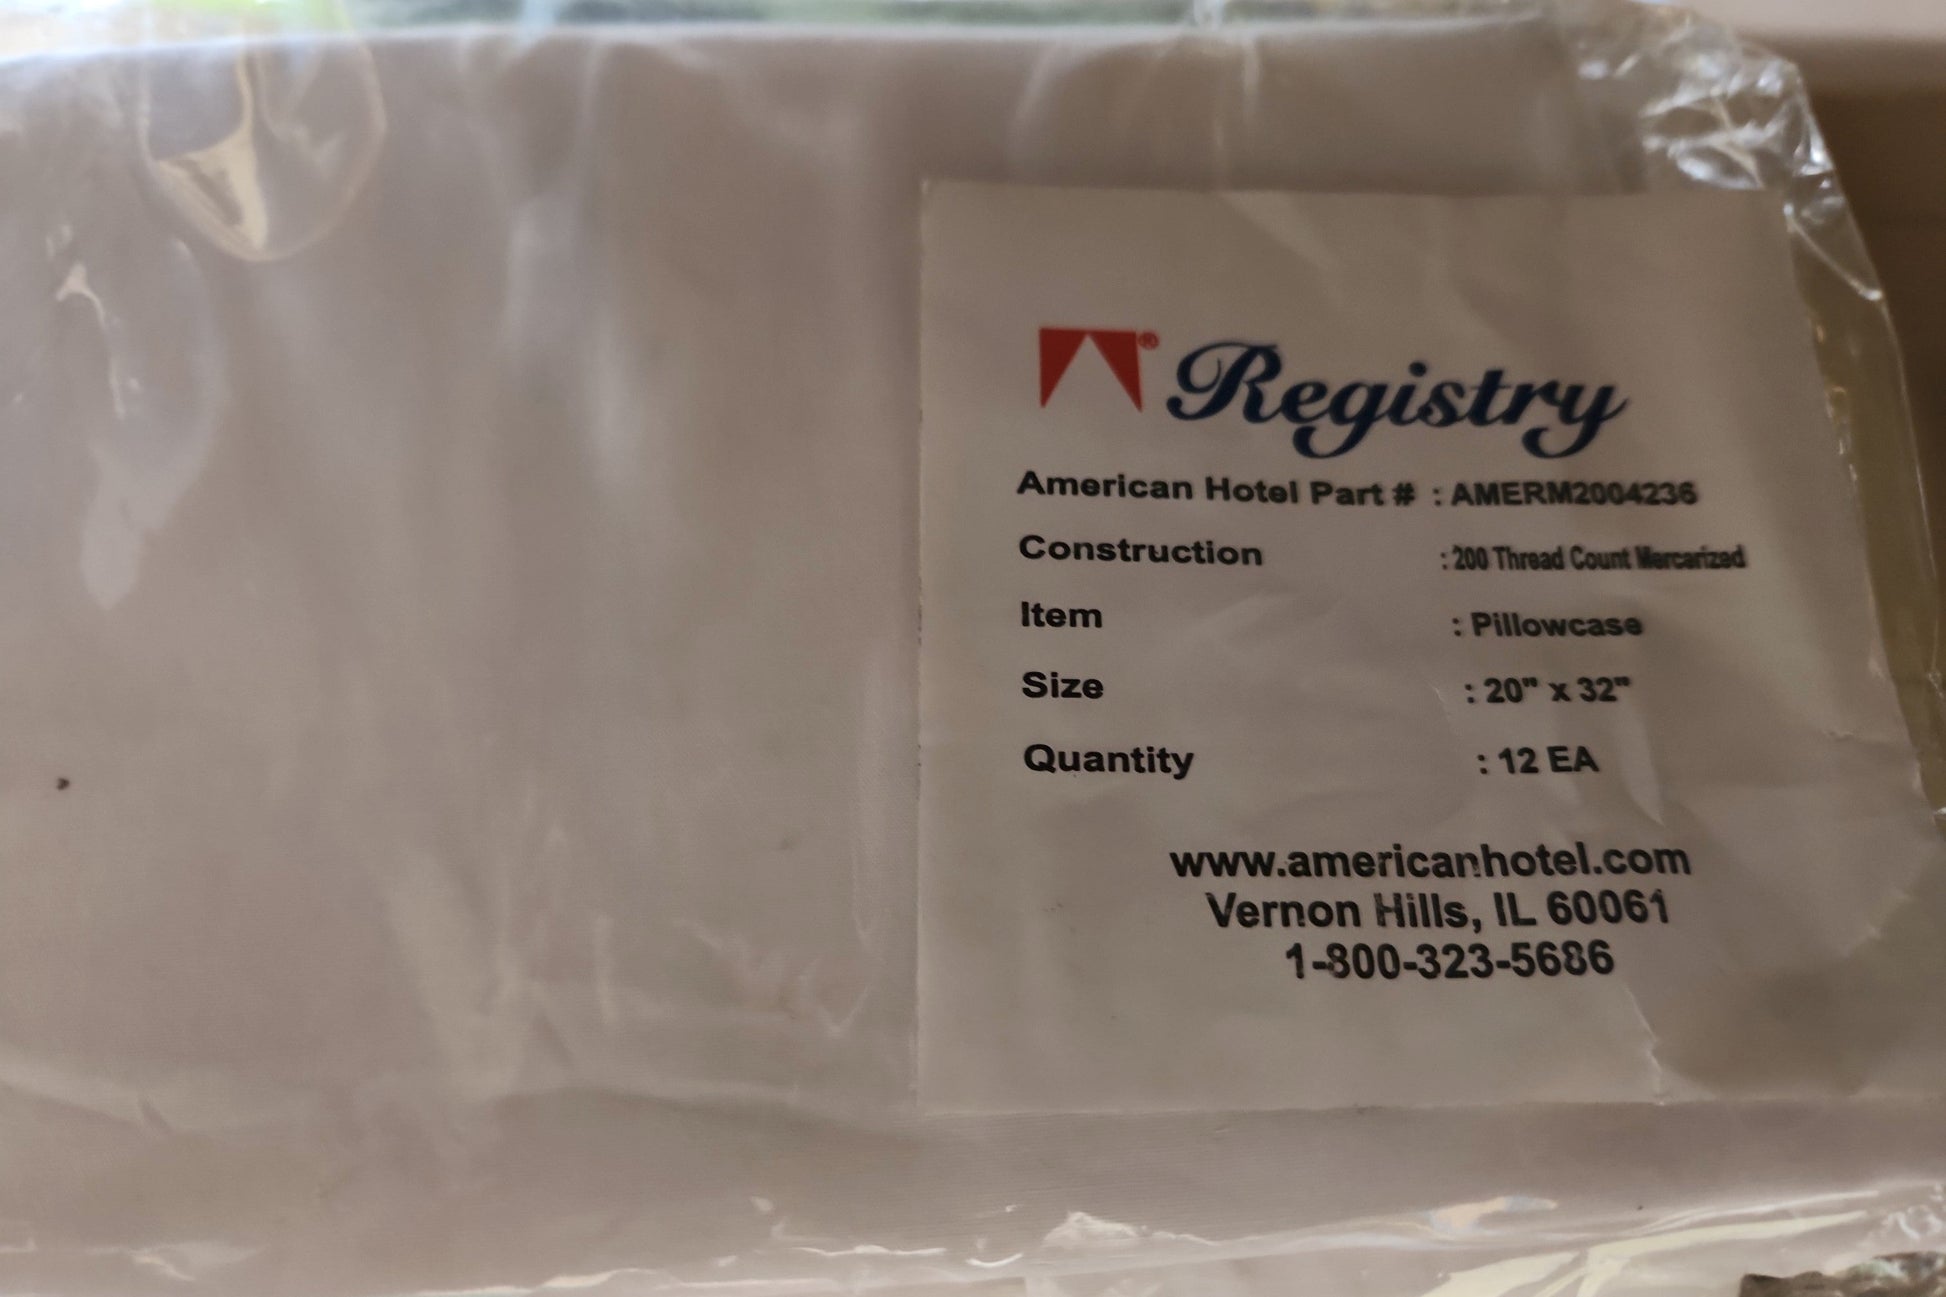 ® Registry
American Hotel Part # : AMERM2004236
Construction : 200 Thread Count Mercarized
Item : Pillowcase
Size : 20" x 32"
Quantity : 12 EA
www.americanhotel.com
Vernon Hills, IL 60061
1-800-323-5686